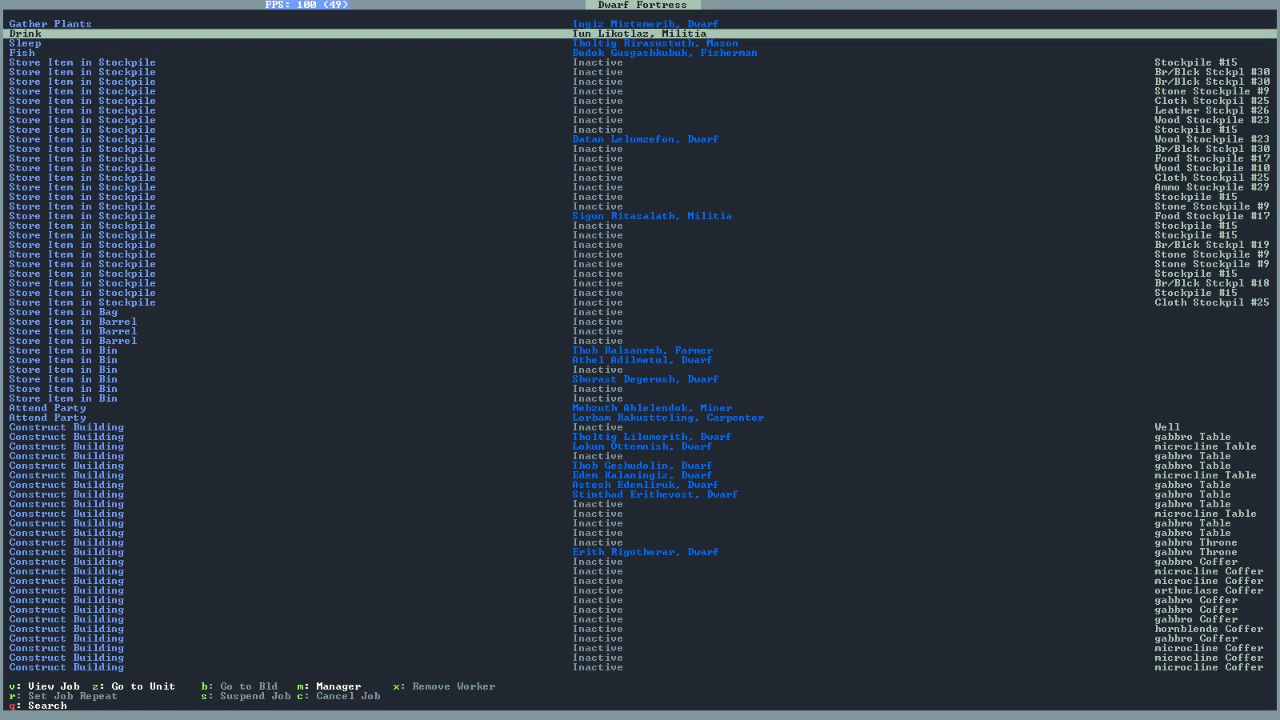 FPS: 100 (49) Dwarf Fortress
Gather Plants Ingiz Mistemerib, Dwarf
Drink Iun Likotlaz, Militia
Sleep Tholtig Rirasustuth, Mason
Fish Dodok Gusgashkubuk, Fisherman
Store Item in Stockpile Inactive Stockpile #15
Store Item in Stockpile Inactive Br/Blck Stckpl #30
Store Item in Stockpile Inactive Br/Blck Stckpl #30
Store Item in Stockpile Inactive Stone Stockpile #9
Store Item in Stockpile Inactive Cloth Stockpil #25
Store Item in Stockpile Inactive Leather Stckpl #26
Store Item in Stockpile Inactive Wood Stockpile #23
Store Item in Stockpile Inactive Stockpile #15
Store Item in Stockpile Datan Lelumzefon, Dwarf Wood Stockpile #23
Store Item in Stockpile Inactive Br/Blck Stckpl #30
Store Item in Stockpile Inactive Food Stockpile #17
Store Item in Stockpile Inactive Wood Stockpile #10
Store Item in Stockpile Inactive Cloth Stockpil #25
Store Item in Stockpile Inactive Ammo Stockpile #29
Store Item in Stockpile Inactive Stockpile #15
Store Item in Stockpile Inactive Stone Stockpile #9
Store Item in Stockpile Sigun Ritasalath, Militia Food Stockpile #17
Store Item in Stockpile Inactive Stockpile #15
Store Item in Stockpile Inactive Stockpile #15
Store Item in Stockpile Inactive Br/Blck Stckpl #19
Store Item in Stockpile Inactive Stone Stockpile #9
Store Item in Stockpile Inactive Stone Stockpile #9
Store Item in Stockpile Inactive Stockpile #15
Store Item in Stockpile Inactive Br/Blck Stckpl #18
Store Item in Stockpile Inactive Stockpile #15
Store Item in Stockpile Inactive Cloth Stockpil #25
Store Item in Bag Inactive
Store Item in Barrel Inactive
Store Item in Barrel Inactive
Store Item in Barrel Inactive
Store Item in Bin Thob Ralsanreb, Farmer
Store Item in Bin Athel Adilmetul, Dwarf
Store Item in Bin Inactive
Store Item in Bin Shorast Degerush, Dwarf
Store Item in Bin Inactive
Store Item in Bin Inactive
Attend Party Mebzuth Ablelendok, Miner
Attend Party Lorbam Rakustteling, Carpenter
Construct Building Inactive Well
Construct Building Tholtig Lilumerith, Dwarf gabbro Table
Construct Building Lokum Ottemnish, Dwarf microcline Table
Construct Building Inactive gabbro Table
Construct Building Thob Geshudolin, Dwarf gabbro Table
Construct Building Edem Kalaningiz, Dwarf microcline Table
Construct Building Astesh Edemliruk, Dwarf gabbro Table
Construct Building Stinthad Erithevost, Dwarf gabbro Table
Construct Building Inactive gabbro Table
Construct Building Inactive microcline Table
Construct Building Inactive gabbro Table
Construct Building Inactive gabbro Table
Construct Building Inactive gabbro Throne
Construct Building Erith Rigotherar, Dwarf gabbro Throne
Construct Building Inactive gabbro Coffer
Construct Building Inactive microcline Coffer
Construct Building Inactive microcline Coffer
Construct Building Inactive orthoclase Coffer
Construct Building Inactive gabbro Coffer
Construct Building Inactive gabbro Coffer
Construct Building Inactive gabbro Coffer
Construct Building Inactive hornblende Coffer
Construct Building Inactive gabbro Coffer
Construct Building Inactive microcline Coffer
Construct Building Inactive microcline Coffer
Construct Building Inactive microcline Coffer
v: View Job z: Go to Unit b: Go to Bld m: Manager x: Remove Worker
r: Set Job Repeat s: Suspend Job c: Cancel Job
q: Search